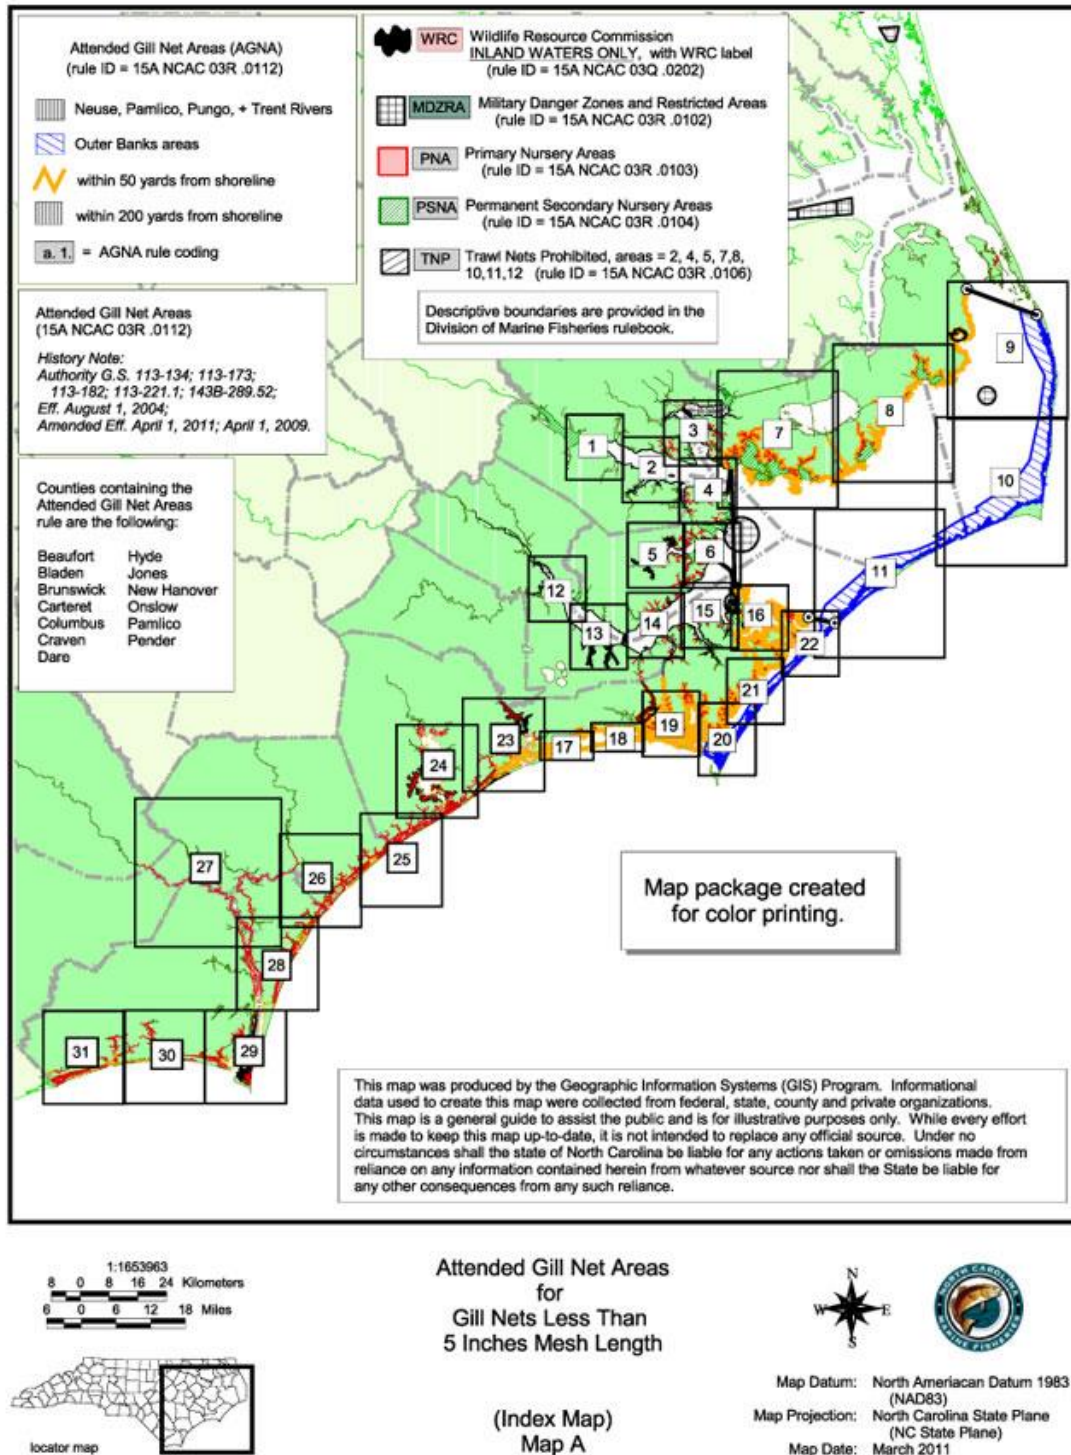 Attended Gill Net Areas (AGNA)
(rule ID = 15A NCAC 03R .0112)
Neuse, Pamlico, Pungo, + Trent Rivers
Outer Banks areas
within 50 yards from shoreline
within 200 yards from shoreline
a. 1. = AGNA rule coding
WRC Wildlife Resource Commission
INLAND WATERS ONLY, with WRC label
(rule ID = 15A NCAC 03Q .0202)
MDZRA Military Danger Zones and Restricted Areas
(rule ID = 15A NCAC 03R .0102)
PNA Primary Nursery Areas
(rule ID = 15A NCAC 03R .0103)
PSNA Permanent Secondary Nursery Areas
(rule ID = 15A NCAC 03R .0104)
TNP Trawl Nets Prohibited, areas = 2, 4, 5, 7,8,
10,11,12 (rule ID = 15A NCAC 03R .0106)
Descriptive boundaries are provided in the
Division of Marine Fisheries rulebook.
Attended Gill Net Areas
(15A NCAC 03R .0112)
History Note:
Authority G.S. 113-134; 113-173;
113-182; 113-221.1; 143B-289.52;
Eff. August 1, 2004;
Amended Eff. April 1, 2011; April 1, 2009.
Counties containing the
Attended Gill Net Areas
rule are the following:
Beaufort Hyde
Bladen Jones
Brunswick New Hanover
Carteret Onslow
Columbus Pamlico
Craven Pender
Dare
9
8
7
3
1
2
4
10
5
6
11
12
15
16
14
13
22
21
19
20
18
17
23
24
25
26
27
28
29
30
31
Map package created
for color printing.
This map was produced by the Geographic Information Systems (GIS) Program. Informational
data used to create this map were collected from federal, state, county and private organizations.
This map is a general guide to assist the public and is for illustrative purposes only. While every effort
is made to keep this map up-to-date, it is not intended to replace any official source. Under no
circumstances shall the state of North Carolina be liable for any actions taken or omissions made from
reliance on any information contained herein from whatever source nor shall the State be liable for
any other consequences from any such reliance.
1:1653963
8 0 8 16 24 Kilometers
6 0 6 12 18 Miles
locator map
Attended Gill Net Areas
for
Gill Nets Less Than
5 Inches Mesh Length
(Index Map)
Map A
N
W E
S
NORTH CAROLINA
MARINE FISHERIES
Map Datum: North Ameriacan Datum 1983
(NAD83)
Map Projection: North Carolina State Plane
(NC State Plane)
Map Date: March 2011